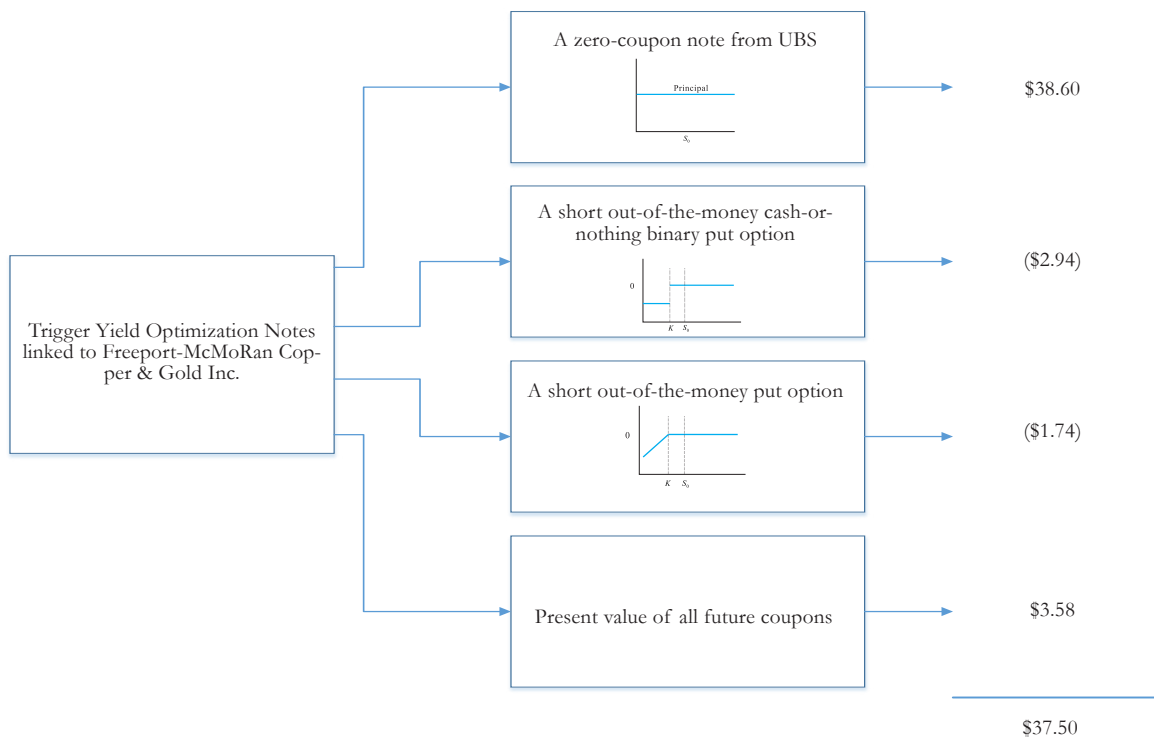 A zero-coupon note from UBS
Principal
S₀
$38.60
A short out-of-the-money cash-or-
nothing binary put option
0
K
S₀
($2.94)
Trigger Yield Optimization Notes
linked to Freeport-McMoRan Cop-
per & Gold Inc.
A short out-of-the-money put option
0
K
S₀
($1.74)
Present value of all future coupons
$3.58
$37.50